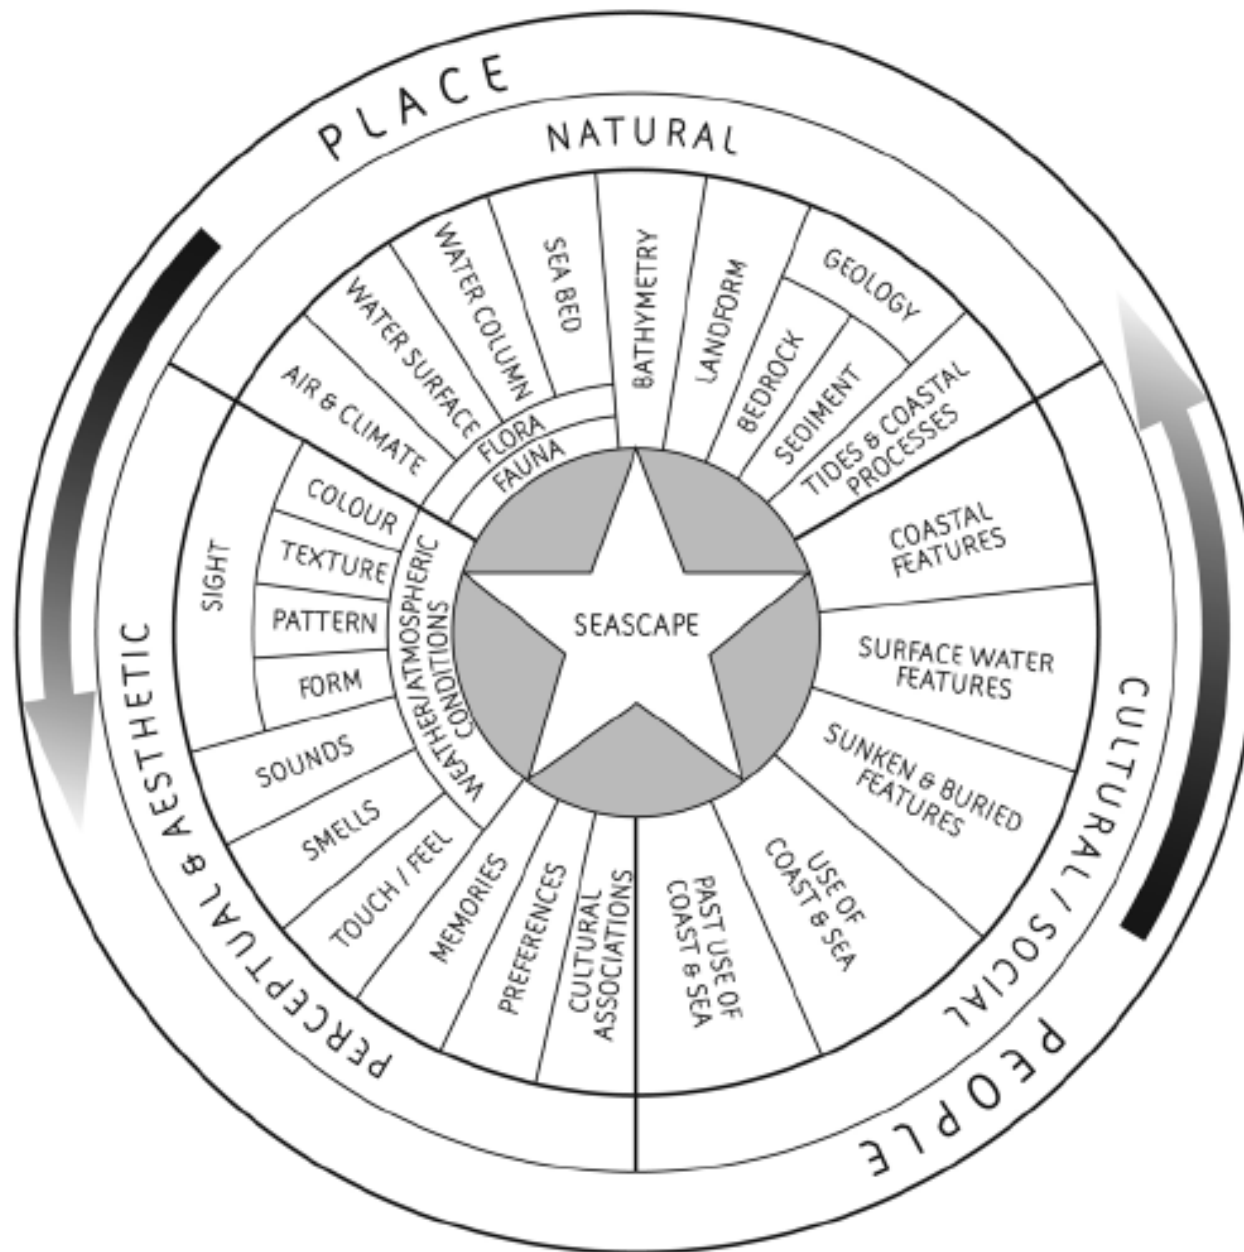 PLACE
NATURAL
AIR & CLIMATE
WATER SURFACE
WATER COLUMN
SEA BED
FLORA
FAUNA
BATHYMETRY
LANDFORM
GEOLOGY
BEDROCK
SEDIMENT
TIDES & COASTAL
PROCESSES
CULTURAL / SOCIAL
COASTAL
FEATURES
SURFACE WATER
FEATURES
SUNKEN & BURIED
FEATURES
USE OF
COAST & SEA
PAST USE OF
COAST & SEA
PEOPLE
PERCEPTUAL & AESTHETIC
CULTURAL
ASSOCIATIONS
PREFERENCES
MEMORIES
TOUCH / FEEL
SMELLS
SOUNDS
SIGHT
FORM
PATTERN
TEXTURE
COLOUR
WEATHER/ATMOSPHERIC
CONDITIONS
SEASCAPE